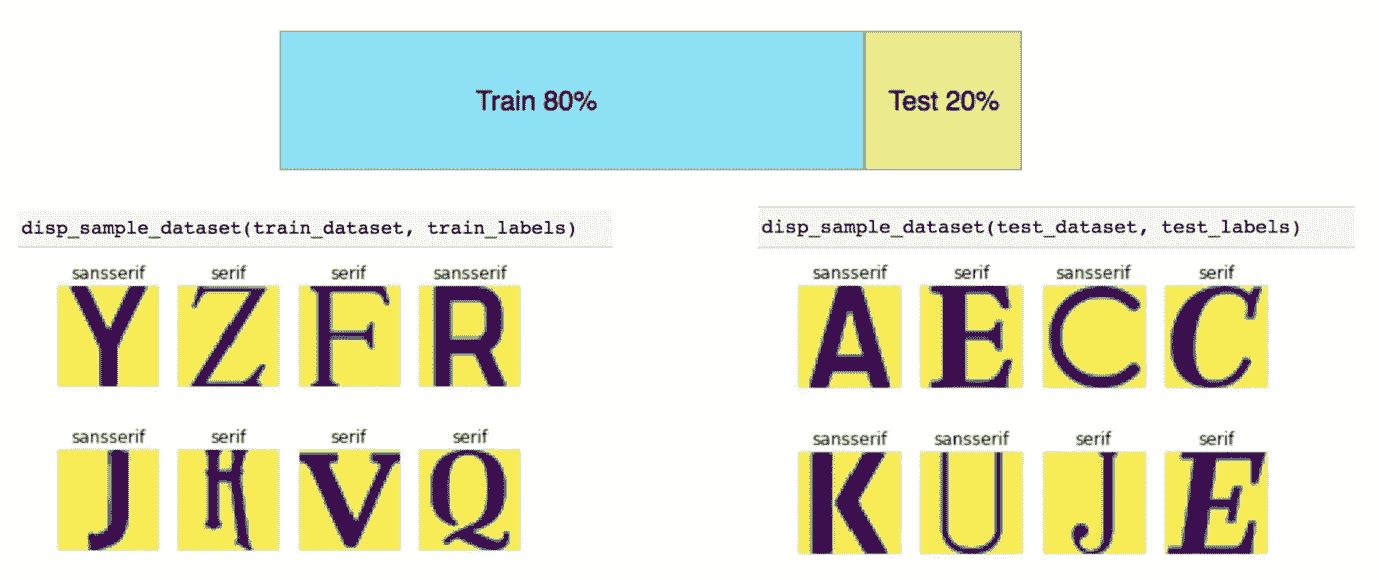 Train 80% Test 20%
disp_sample_dataset(train_dataset, train_labels)
sansserif serif serif sansserif
Y Z F R
sansserif serif serif serif
J H V Q
disp_sample_dataset(test_dataset, test_labels)
sansserif serif sansserif serif
A E C C
sansserif sansserif serif serif
K U J E